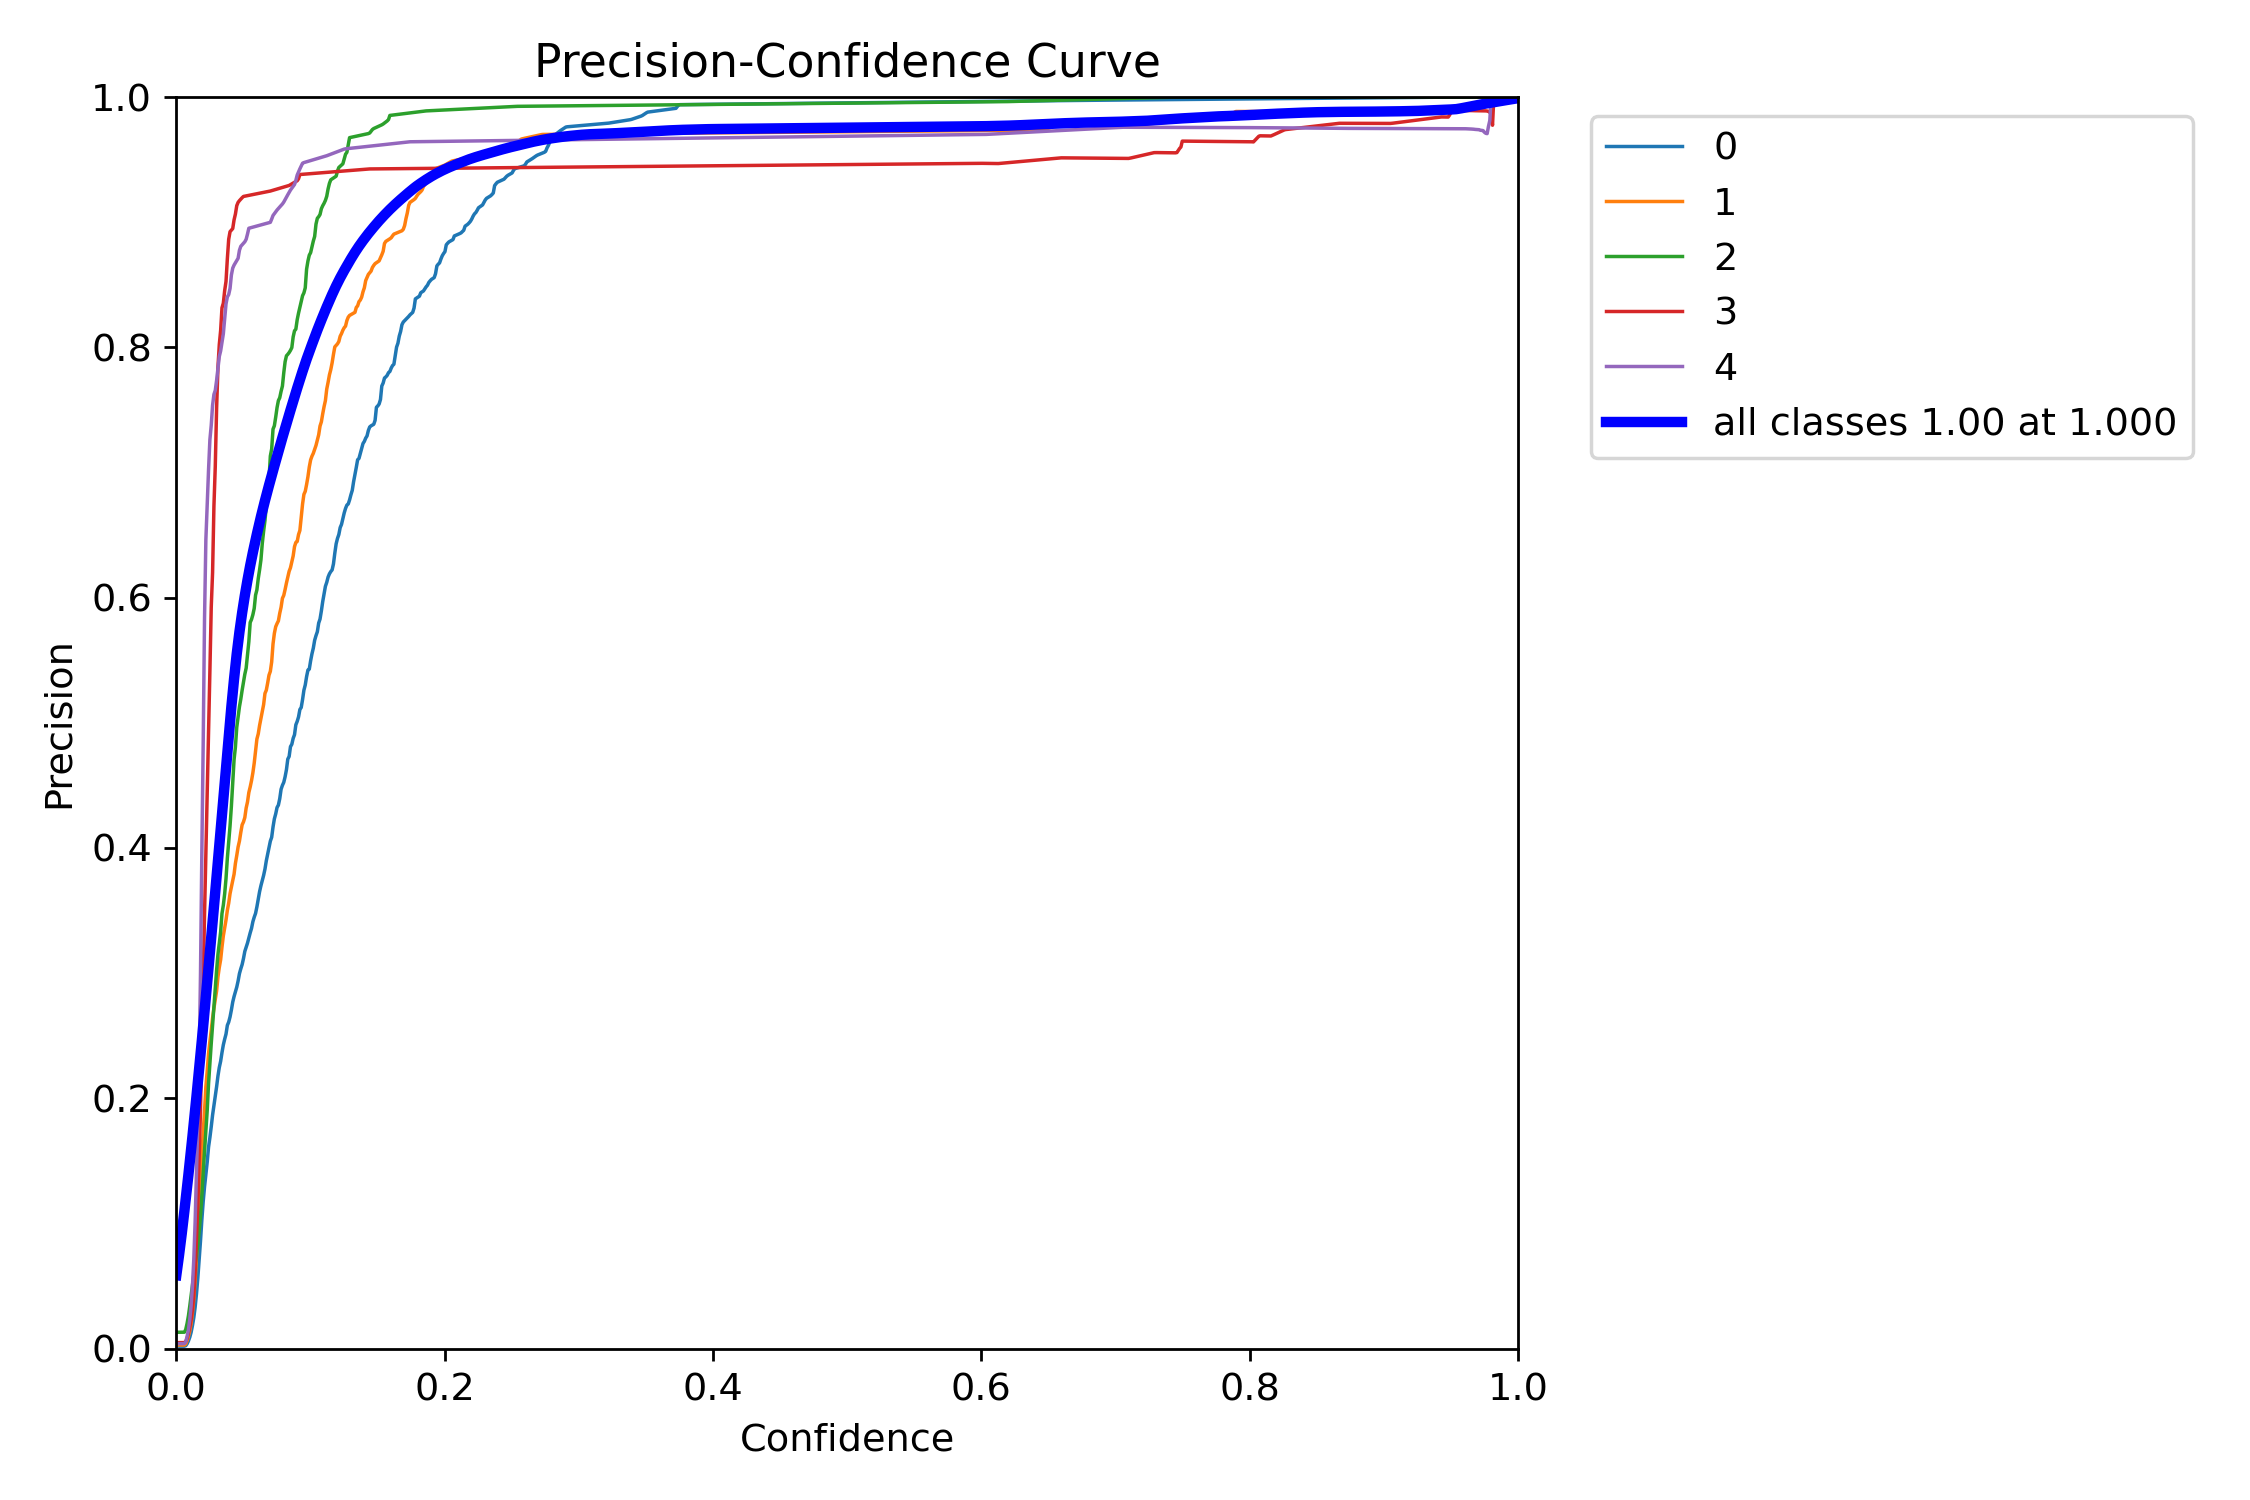 Precision-Confidence Curve
1.0
0.8
0.6
0.4
0.2
0.0
Precision
0.0 0.2 0.4 0.6 0.8 1.0
Confidence
0
1
2
3
4
all classes 1.00 at 1.000